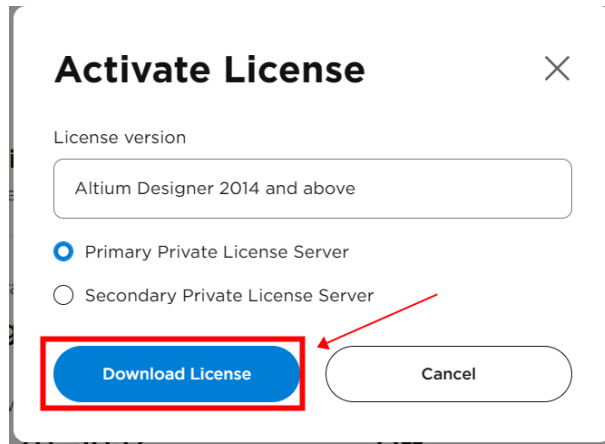 Activate License
License version
Altium Designer 2014 and above
Primary Private License Server
Secondary Private License Server
Download License
Cancel